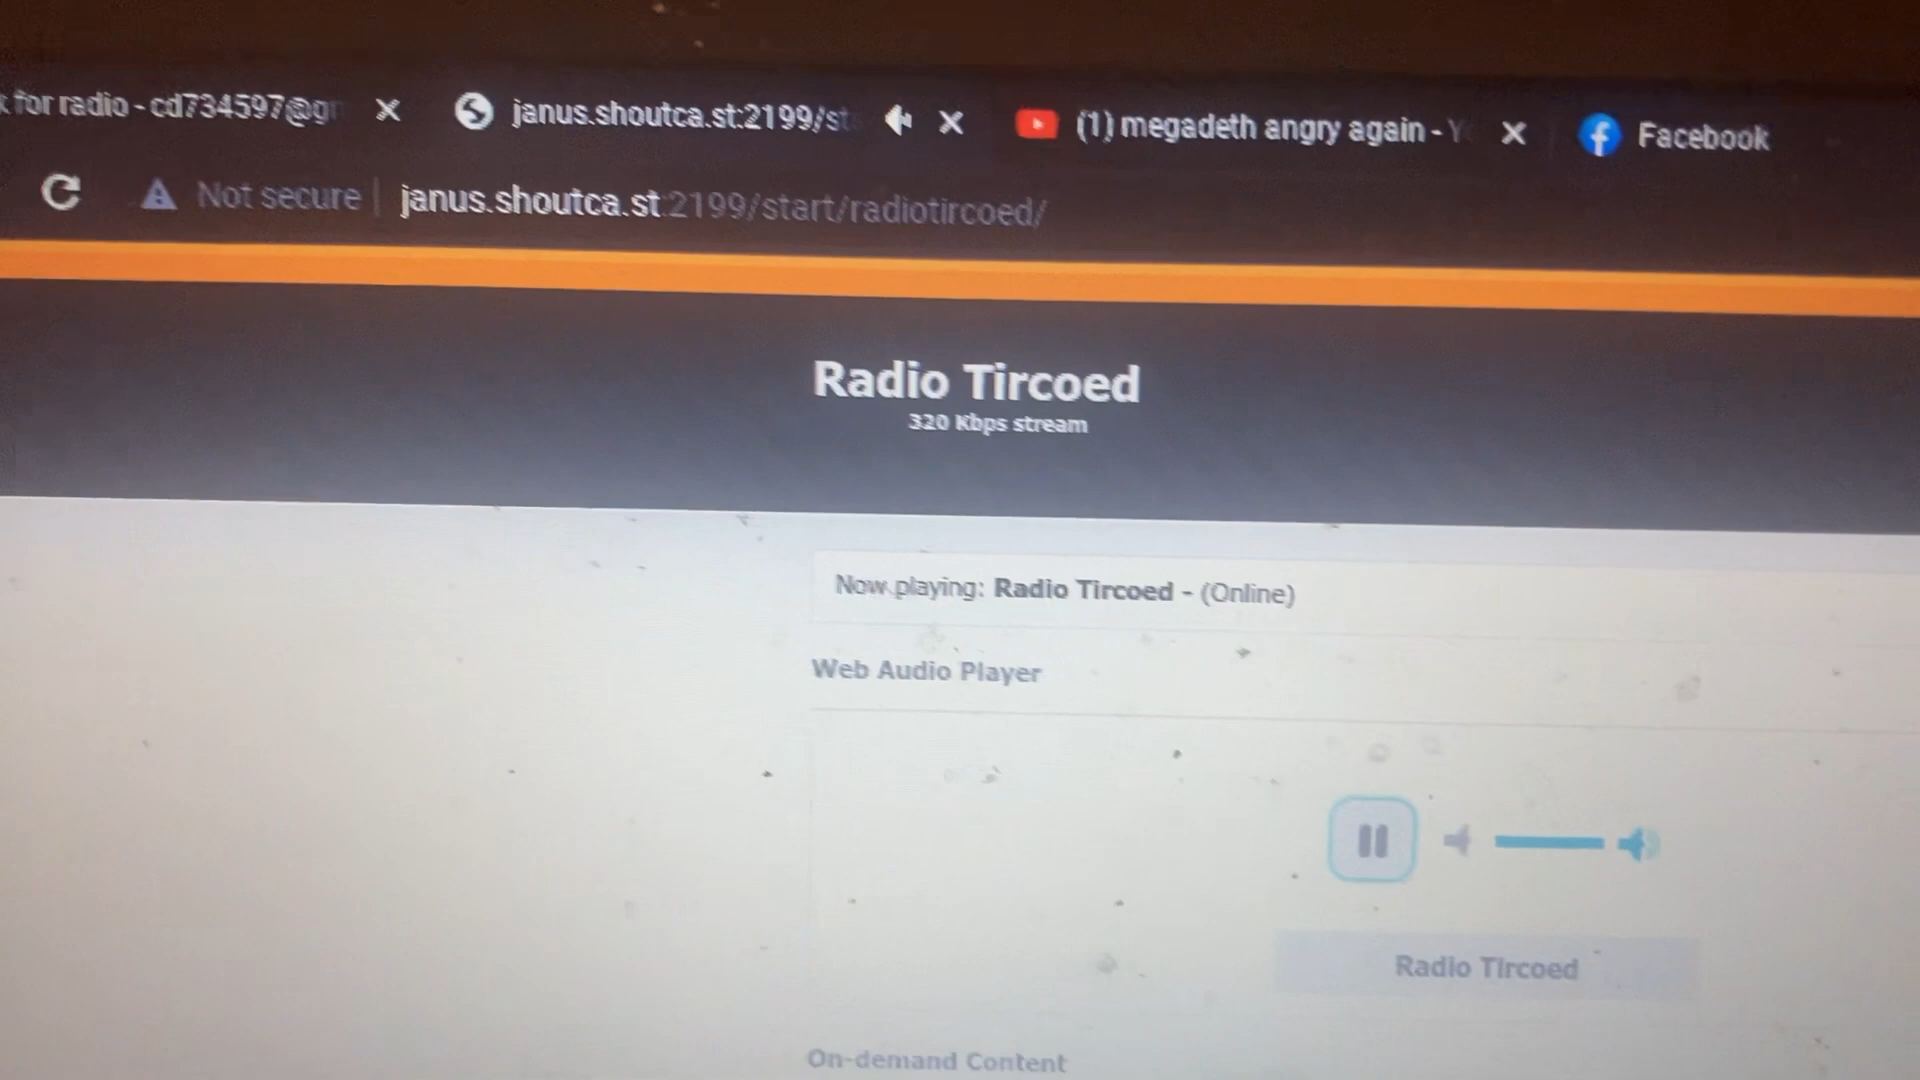 for radio - cd734597@g
janus.shoutca.st:2199/st
(1) megadeth angry again - Y
Facebook
Not secure
janus.shoutca.st:2199/start/radiotircoed/
Radio Tircoed
320 Kbps stream
Now playing: Radio Tircoed - (Online)
Web Audio Player
Radio Tircoed
On-demand Content